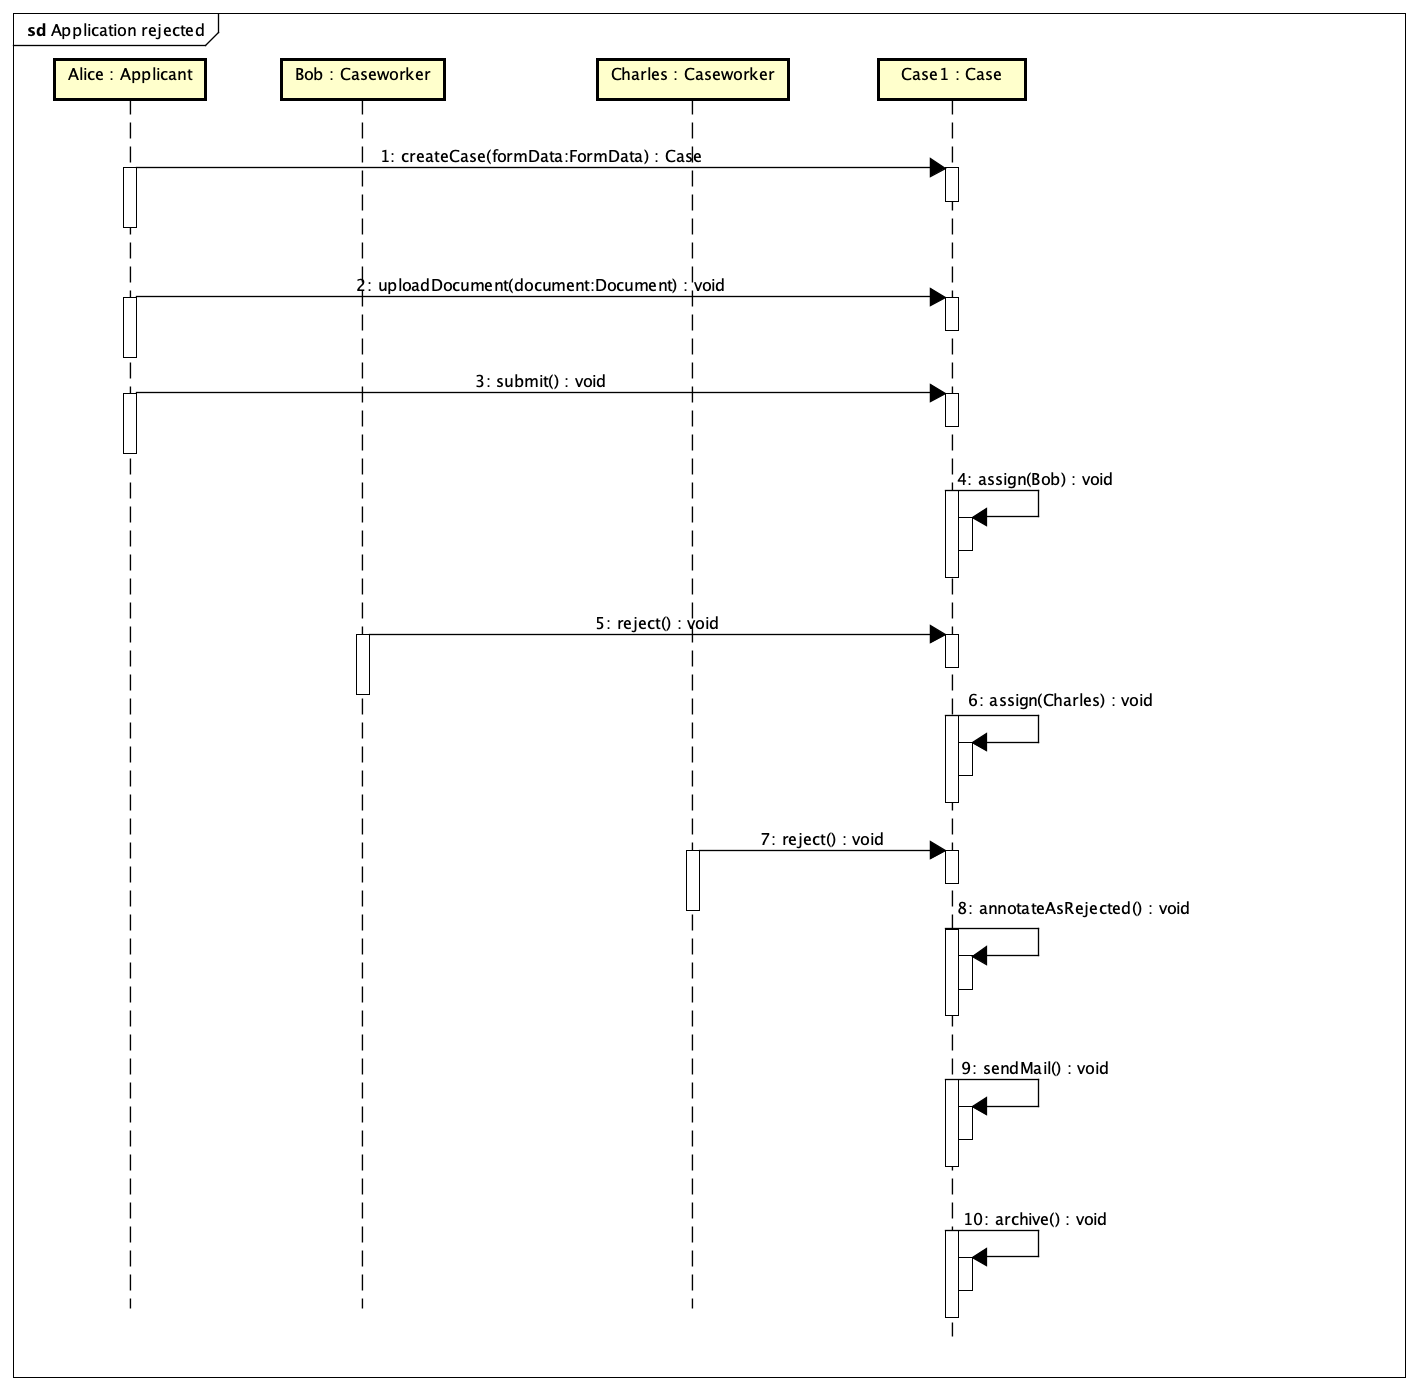 sd Application rejected
Alice : Applicant
Bob : Caseworker
Charles : Caseworker
Case1 : Case
1: createCase(formData:FormData) : Case
2: uploadDocument(document:Document) : void
3: submit() : void
4: assign(Bob) : void
5: reject() : void
6: assign(Charles) : void
7: reject() : void
8: annotateAsRejected() : void
9: sendMail() : void
10: archive() : void